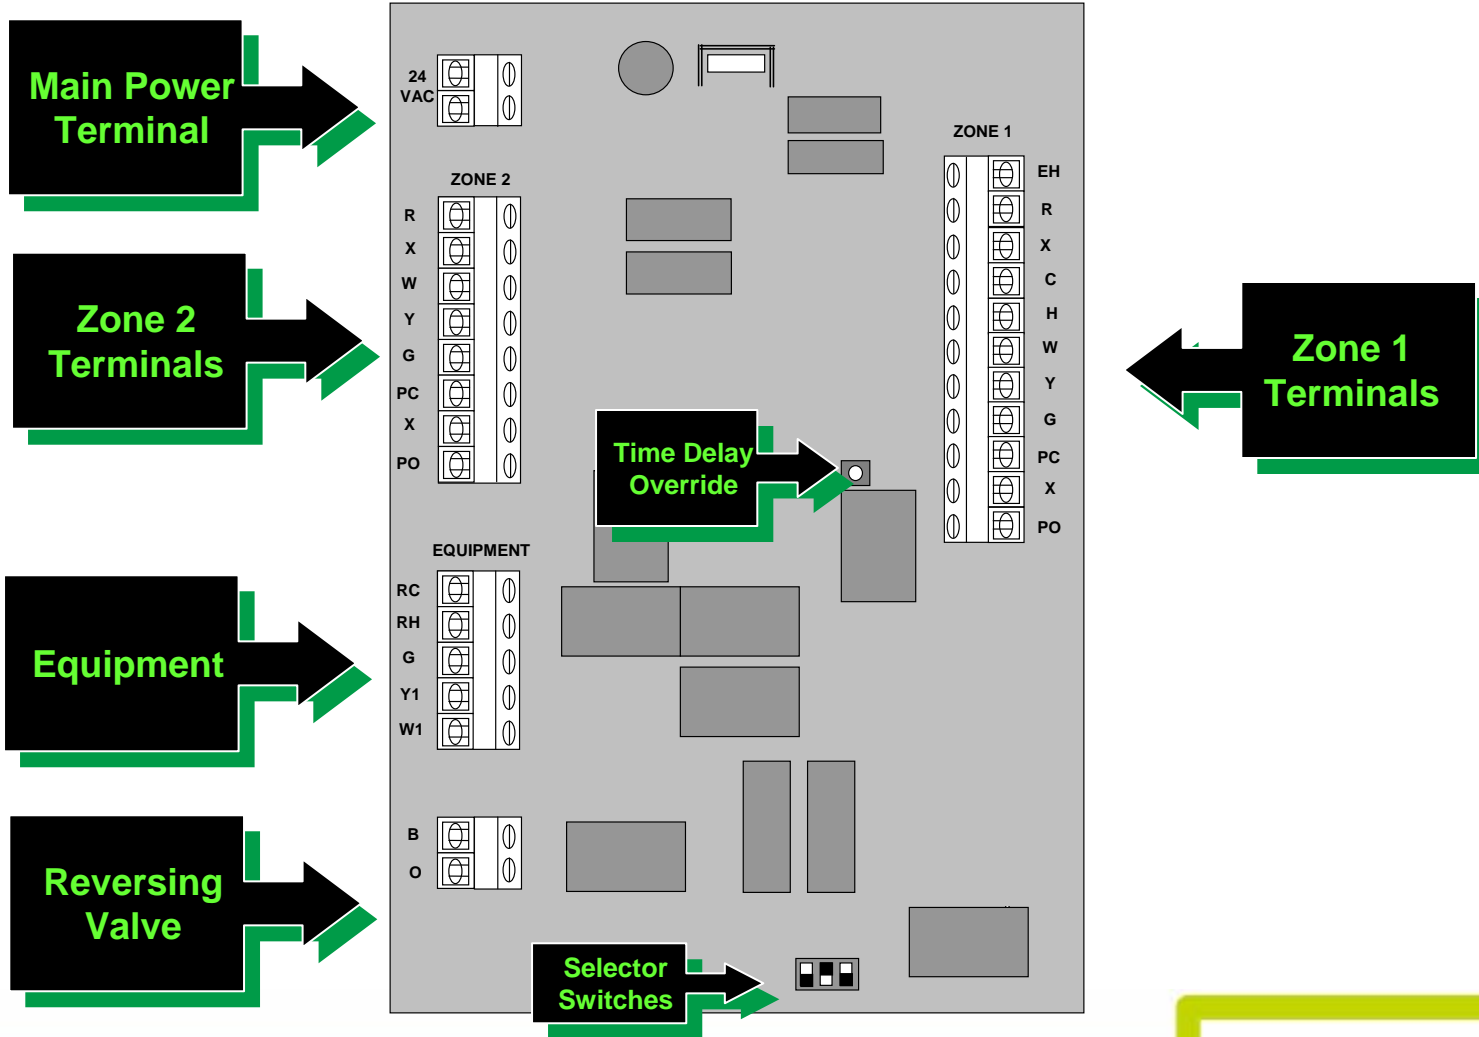 Main Power
Terminal
24
VAC
ZONE 2
R
X
W
Y
G
PC
X
PO
Zone 2
Terminals
ZONE 1
EH
R
X
C
H
W
Y
G
PC
X
PO
Zone 1
Terminals
Time Delay
Override
EQUIPMENT
RC
RH
G
Y1
W1
Equipment
B
O
Reversing
Valve
Selector
Switches